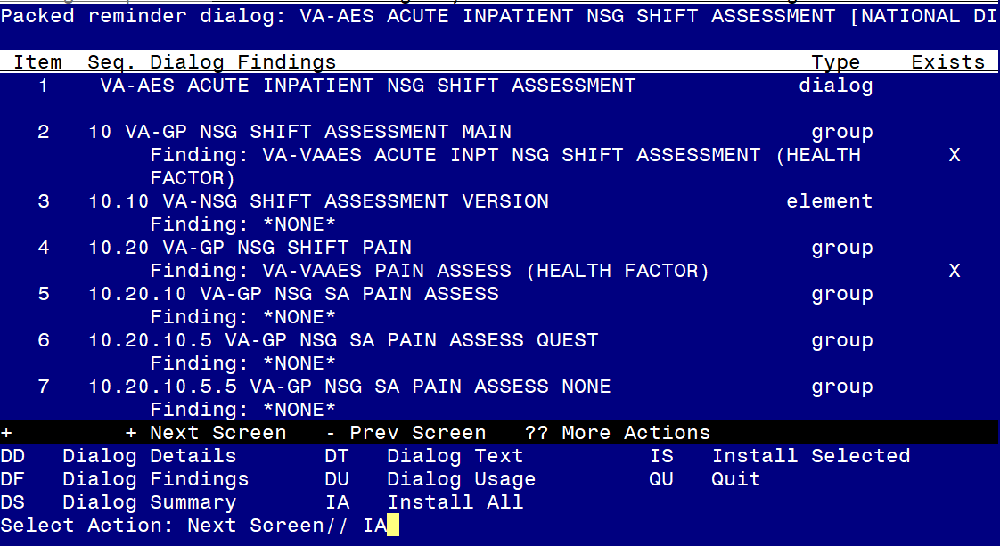 Packed reminder dialog: VA-AES ACUTE INPATIENT NSG SHIFT ASSESSMENT [NATIONAL DI
Item Seq. Dialog Findings Type Exists
1 VA-AES ACUTE INPATIENT NSG SHIFT ASSESSMENT dialog
2 10 VA-GP NSG SHIFT ASSESSMENT MAIN group
Finding: VA-VAAES ACUTE INPT NSG SHIFT ASSESSMENT (HEALTH X
FACTOR)
3 10.10 VA-NSG SHIFT ASSESSMENT VERSION element
Finding: *NONE*
4 10.20 VA-GP NSG SHIFT PAIN group
Finding: VA-VAAES PAIN ASSESS (HEALTH FACTOR) X
5 10.20.10 VA-GP NSG SA PAIN ASSESS group
Finding: *NONE*
6 10.20.10.5 VA-GP NSG SA PAIN ASSESS QUEST group
Finding: *NONE*
7 10.20.10.5.5 VA-GP NSG SA PAIN ASSESS NONE group
Finding: *NONE*
+ + Next Screen - Prev Screen ?? More Actions
DD Dialog Details DT Dialog Text IS Install Selected
DF Dialog Findings DU Dialog Usage QU Quit
DS Dialog Summary IA Install All
Select Action: Next Screen// IA